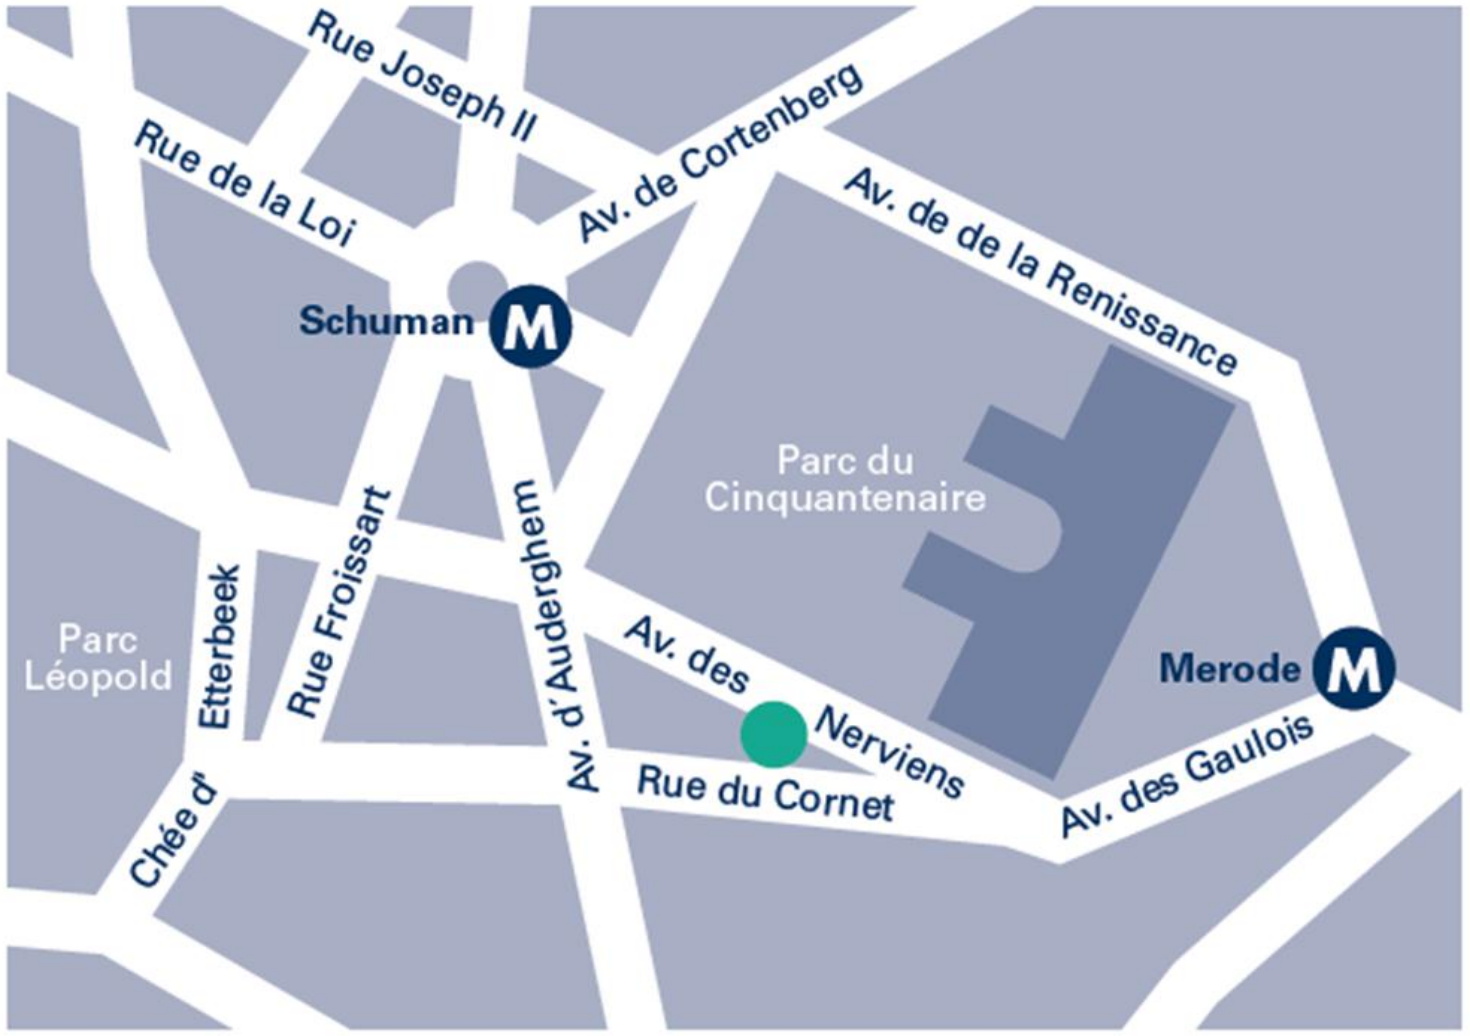 Rue Joseph II
Av. de Cortenberg
Rue de la Loi
Av. de de la Renissance
Schuman
M
Parc du
Cinquantenaire
Rue Froissart
Av. d'Auderghem
Etterbeek
Parc
Léopold
Av. des
Nerviens
Merode
M
Av. des Gaulois
Rue du Cornet
Chée d"